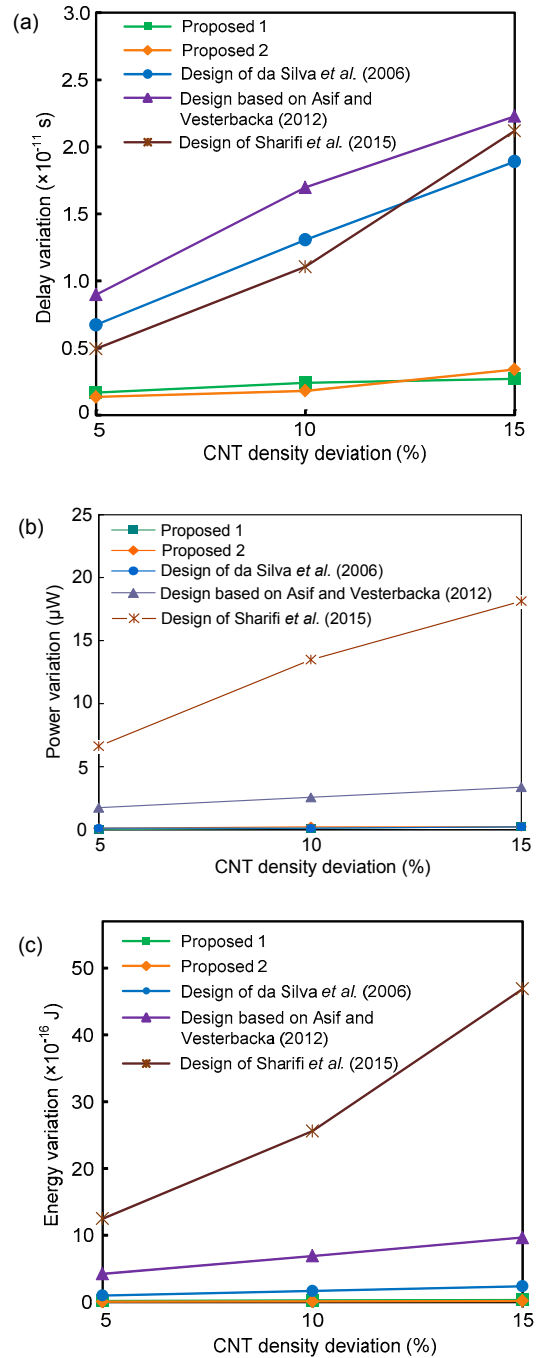 (a)
3.0
2.5
2.0
1.5
1.0
0.5
0
Delay variation (×10⁻¹¹ s)
Proposed 1
Proposed 2
Design of da Silva et al. (2006)
Design based on Asif and
Vesterbacka (2012)
Design of Sharifi et al. (2015)
5 10 15
CNT density deviation (%)
(b)
25
20
15
10
5
0
Power variation (µW)
Proposed 1
Proposed 2
Design of da Silva et al. (2006)
Design based on Asif and Vesterbacka (2012)
Design of Sharifi et al. (2015)
5 10 15
CNT density deviation (%)
(c)
50
40
30
20
10
0
Energy variation (×10⁻¹⁶ J)
Proposed 1
Proposed 2
Design of da Silva et al. (2006)
Design based on Asif and
Vesterbacka (2012)
Design of Sharifi et al. (2015)
5 10 15
CNT density deviation (%)